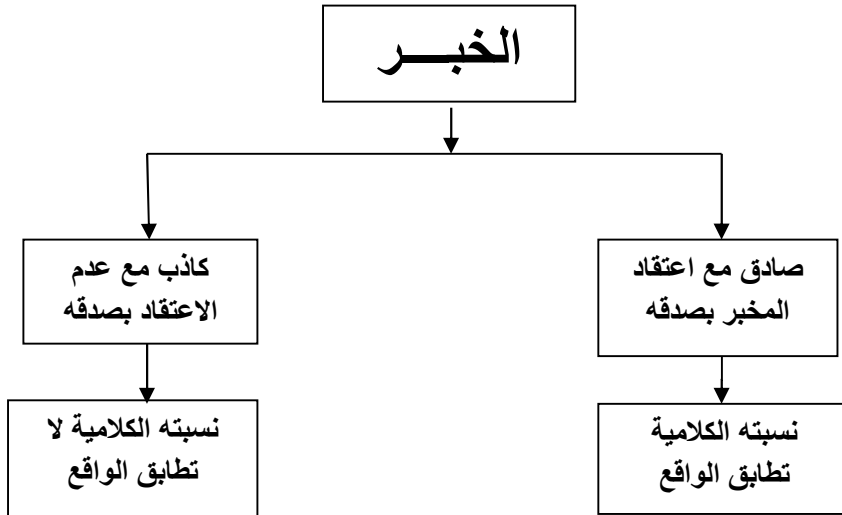 الخبـــر
صادق مع اعتقاد
المخبر بصدقه
كاذب مع عدم
الاعتقاد بصدقه
نسبته الكلامية
تطابق الواقع
نسبته الكلامية لا
تطابق الواقع